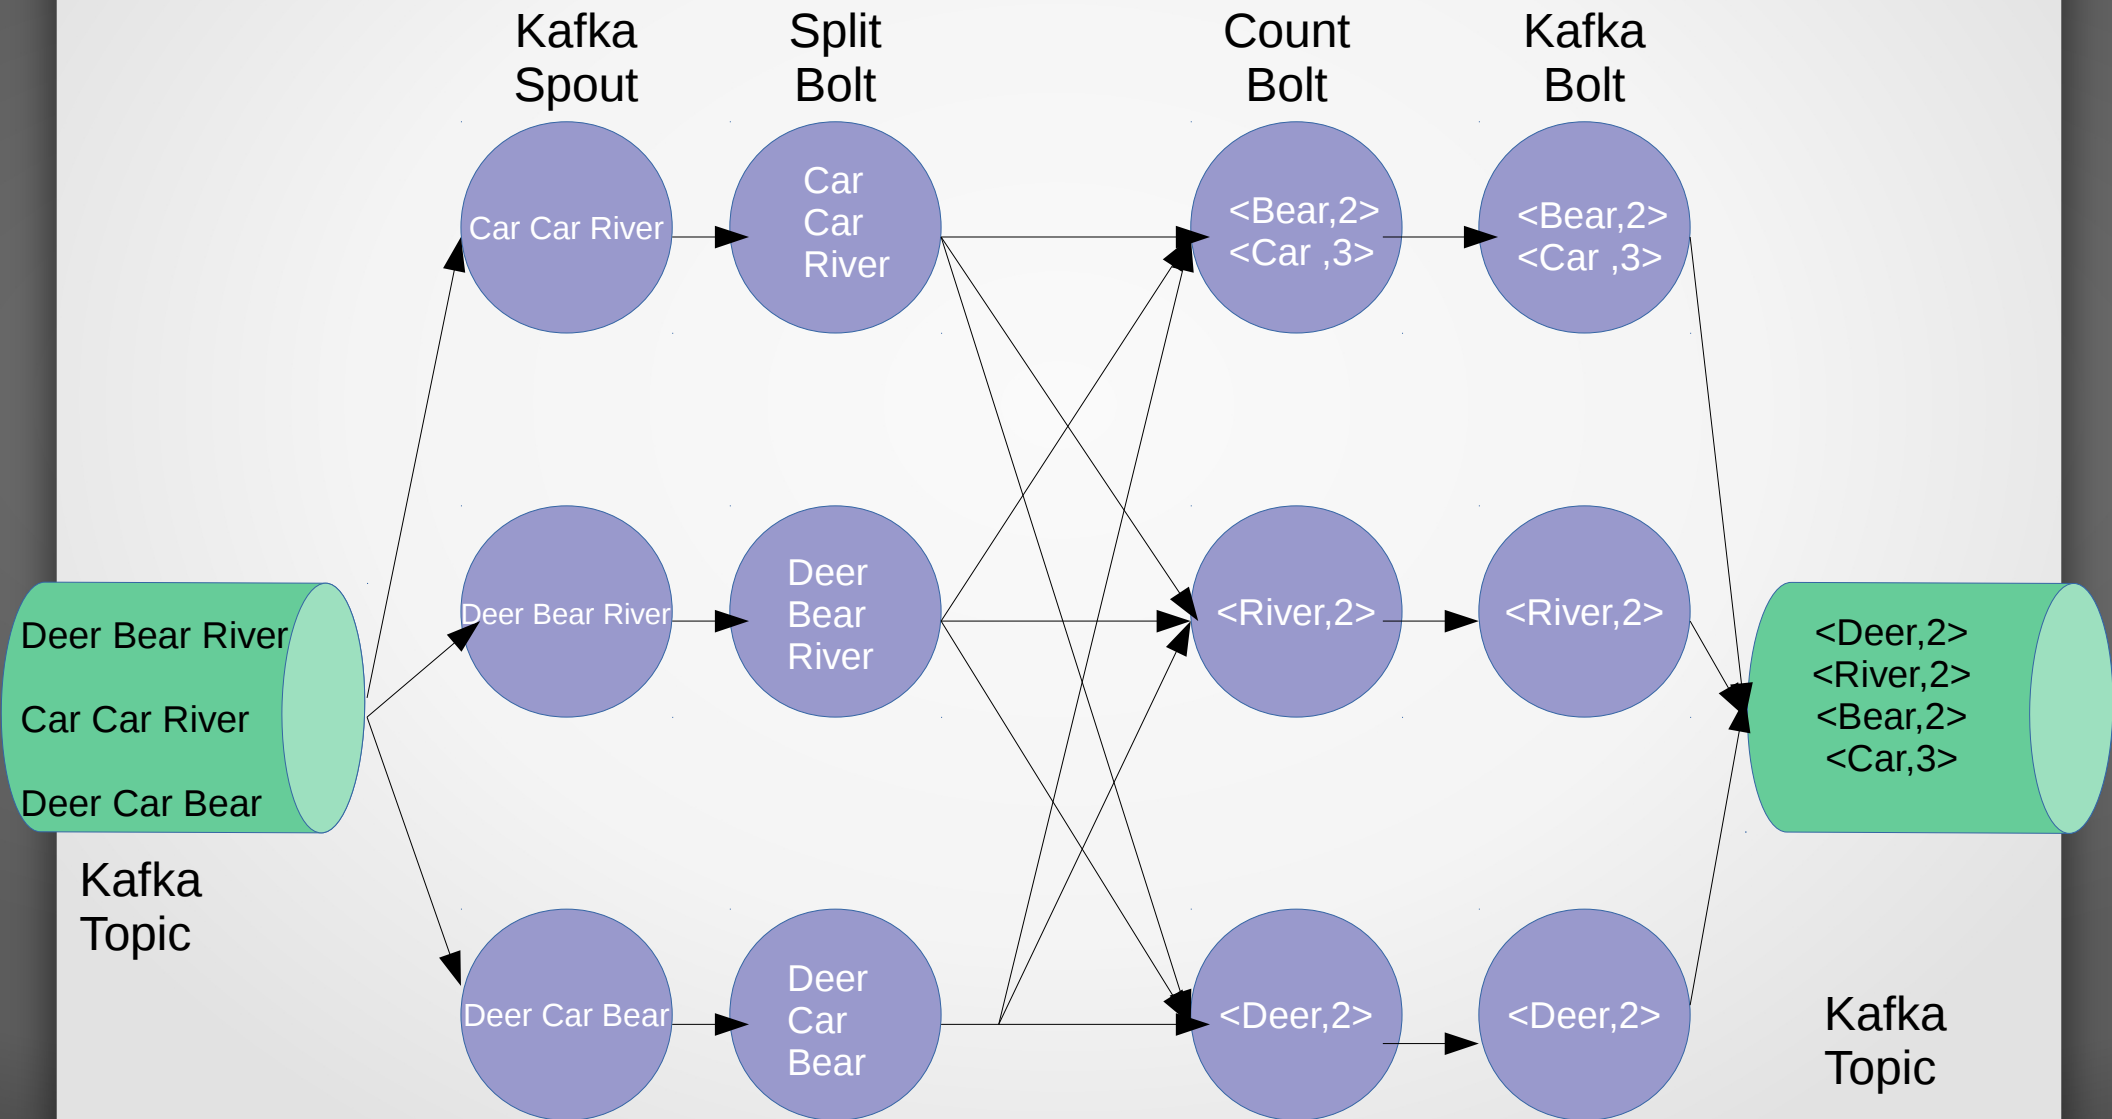 Kafka
Spout
Split
Bolt
Count
Bolt
Kafka
Bolt
Car Car River
Car
Car
River
<Bear,2>
<Car ,3>
<Bear,2>
<Car ,3>
Deer Bear River
Car Car River
Deer Car Bear
Kafka
Topic
Deer Bear River
Deer
Bear
River
<River,2>
<River,2>
<Deer,2>
<River,2>
<Bear,2>
<Car,3>
Deer Car Bear
Deer
Car
Bear
<Deer,2>
<Deer,2>
Kafka
Topic